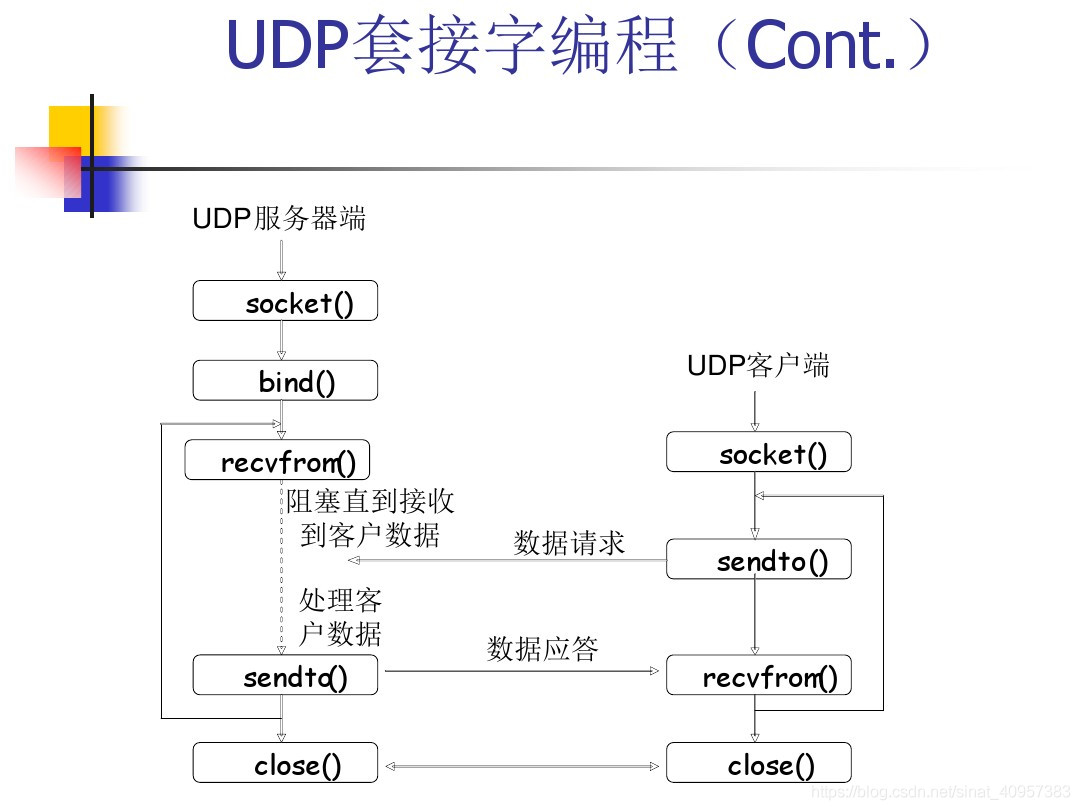 UDP套接字编程（Cont.）
UDP服务器端
socket()
bind()
recvfrom()
阻塞直到接收
到客户数据
处理客
户数据
sendto()
close()
数据请求
数据应答
UDP客户端
socket()
sendto()
recvfrom()
close()
https://blog.csdn.net/sinat_40957383